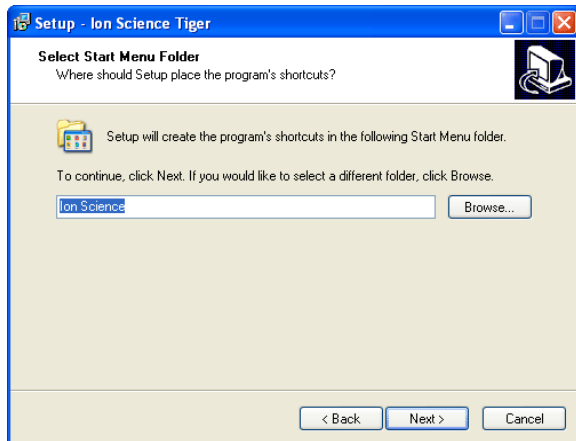 Setup - Ion Science Tiger
Select Start Menu Folder
Where should Setup place the program's shortcuts?
Setup will create the program's shortcuts in the following Start Menu folder.
To continue, click Next. If you would like to select a different folder, click Browse.
Ion Science
Browse...
< Back
Next >
Cancel